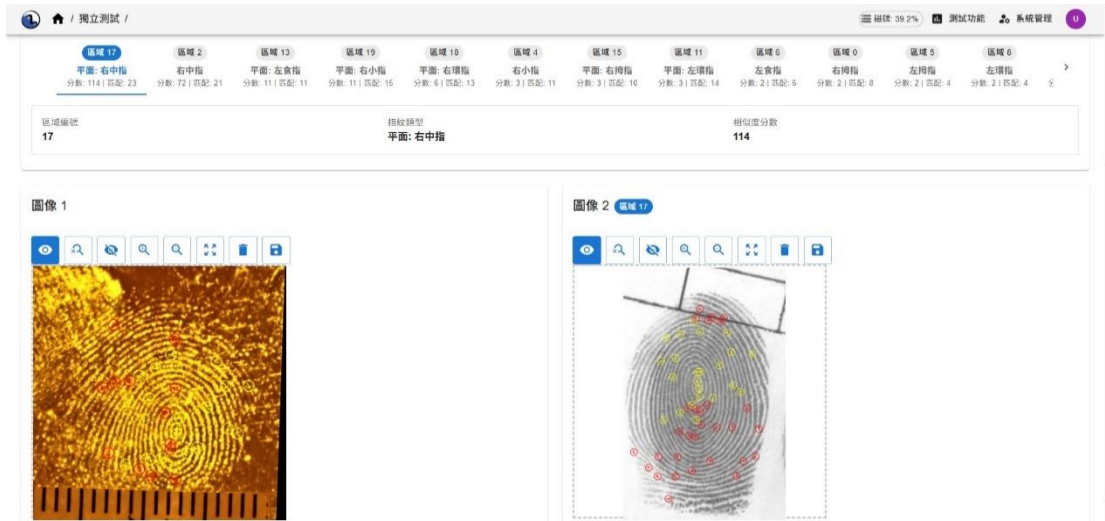 / 獨立測試 /
磁碟: 39.2%
測試功能
系統管理
U
區域 17
平面: 右中指
分數: 114 | 匹配: 23
區域 2
右中指
分數: 72 | 匹配: 21
區域 13
平面: 左食指
分數: 11 | 匹配: 11
區域 19
平面: 右小指
分數: 11 | 匹配: 15
區域 18
平面: 右環指
分數: 6 | 匹配: 13
區域 4
右小指
分數: 3 | 匹配: 11
區域 15
平面: 右拇指
分數: 3 | 匹配: 10
區域 11
平面: 左環指
分數: 3 | 匹配: 14
區域 6
左食指
分數: 2 | 匹配: 6
區域 0
右拇指
分數: 2 | 匹配: 8
區域 5
左拇指
分數: 2 | 匹配: 4
區域 8
左環指
分數: 2 | 匹配: 4
區域編號
17
指紋類型
平面: 右中指
相似度分數
114
圖像 1
圖像 2 區域 17